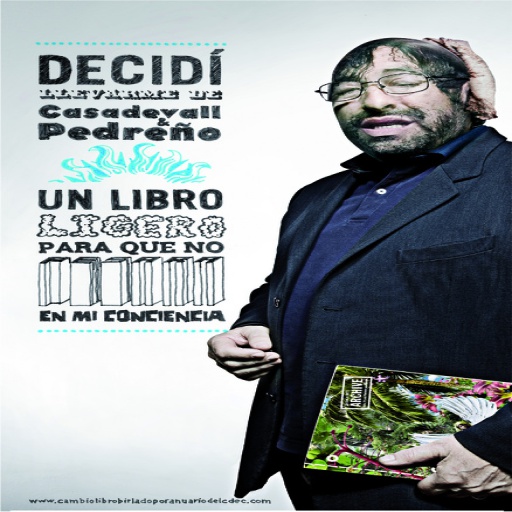 DECIDÍ
LLEVARME DE
Casadevall
&
Pedreño
UN LIBRO
LIGERO
PARA QUE NO
EN MI CONCIENCIA
ARCHIVE
www.cambiolibrobirladoporanuariodelcdec.com